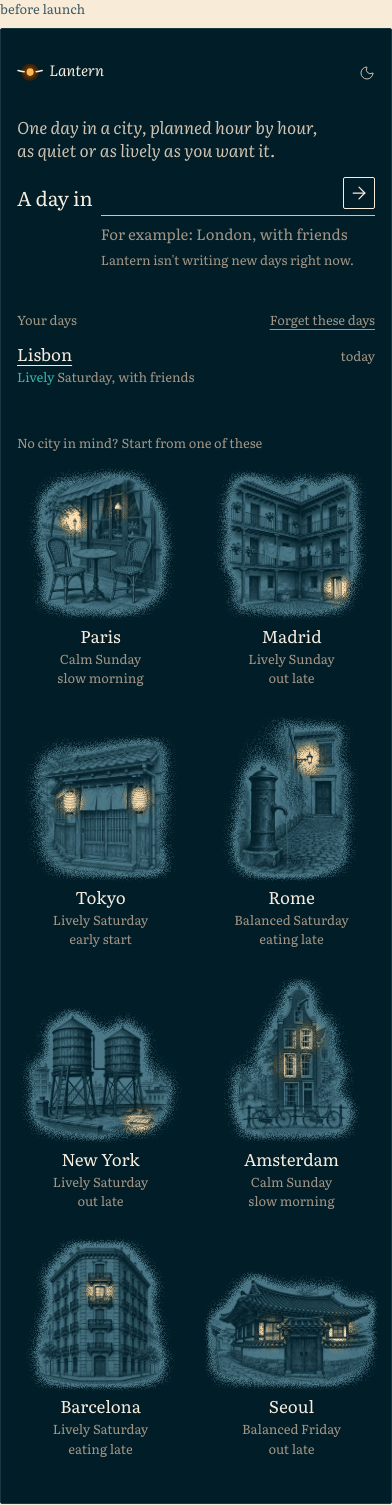 before launch
Lantern
One day in a city, planned hour by hour,
as quiet or as lively as you want it.
A day in
For example: London, with friends
Lantern isn't writing new days right now.
Your days
Forget these days
Lisbon
today
Lively Saturday, with friends
No city in mind? Start from one of these
Paris
Calm Sunday
slow morning
Madrid
Lively Sunday
out late
Tokyo
Lively Saturday
early start
Rome
Balanced Saturday
eating late
New York
Lively Saturday
out late
Amsterdam
Calm Sunday
slow morning
Barcelona
Lively Saturday
eating late
Seoul
Balanced Friday
out late